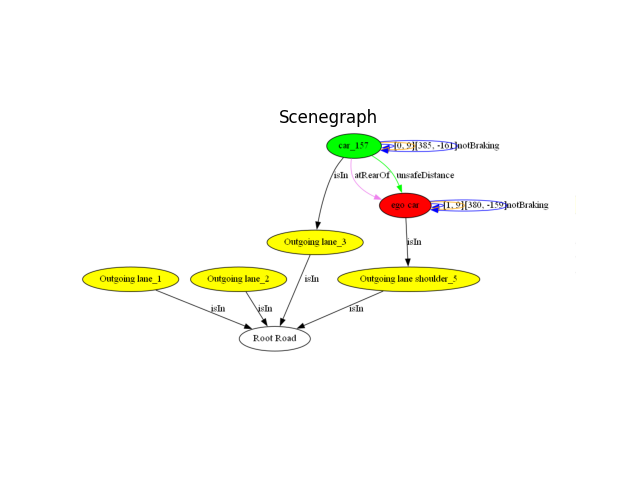 Scenegraph
car_157
[0, 9]
[385, -161]
notBraking
isIn
atRearOf
unsafeDistance
ego car
[1, 9]
[380, -159]
notBraking
Outgoing lane_3
isIn
Outgoing lane_1
Outgoing lane_2
isIn
Outgoing lane shoulder_5
isIn
isIn
isIn
Root Road